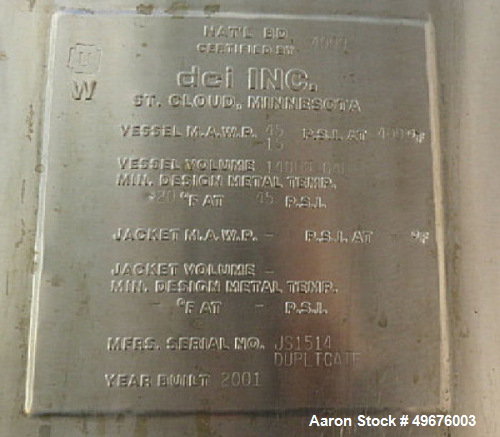 U
W
NAT'L BD.
CERTIFIED BY
dci INC.
ST. CLOUD, MINNESOTA
VESSEL M.A.W.P. 45 P.S.I. AT °F
-15
VESSEL VOLUME GAL
MIN. DESIGN METAL TEMP.
-20 °F AT 45 P.S.I.
JACKET M.A.W.P. - P.S.I. AT - °F
JACKET VOLUME -
MIN. DESIGN METAL TEMP.
- °F AT - P.S.I.
MFRS. SERIAL NO. JS1514
DUPLICATE
YEAR BUILT 2001
Aaron Stock # 49676003